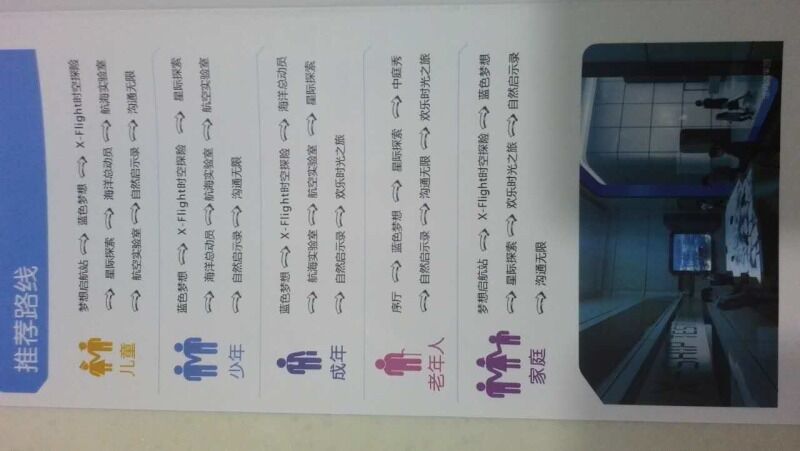 推荐路线
儿童
梦想启航站 ⇨ 蓝色梦想 ⇨ X-Flight时空探险
⇨ 星际探索 ⇨ 海洋总动员 ⇨ 航海实验室
⇨ 航空实验室 ⇨ 自然启示录 ⇨ 沟通无限
少年
蓝色梦想 ⇨ X-Flight时空探险 ⇨ 星际探索
⇨ 海洋总动员 ⇨ 航海实验室 ⇨ 航空实验室
⇨ 自然启示录 ⇨ 沟通无限
成年
蓝色梦想 ⇨ X-Flight时空探险 ⇨ 海洋总动员
⇨ 航海实验室 ⇨ 航空实验室 ⇨ 星际探索
⇨ 自然启示录 ⇨ 欢乐时光之旅
老年人
序厅 ⇨ 蓝色梦想 ⇨ 星际探索 ⇨ 中庭秀
⇨ 自然启示录 ⇨ 沟通无限 ⇨ 欢乐时光之旅
家庭
梦想启航站 ⇨ X-Flight时空探险 ⇨ 蓝色梦想
⇨ 星际探索 ⇨ 欢乐时光之旅 ⇨ 自然启示录
⇨ 沟通无限